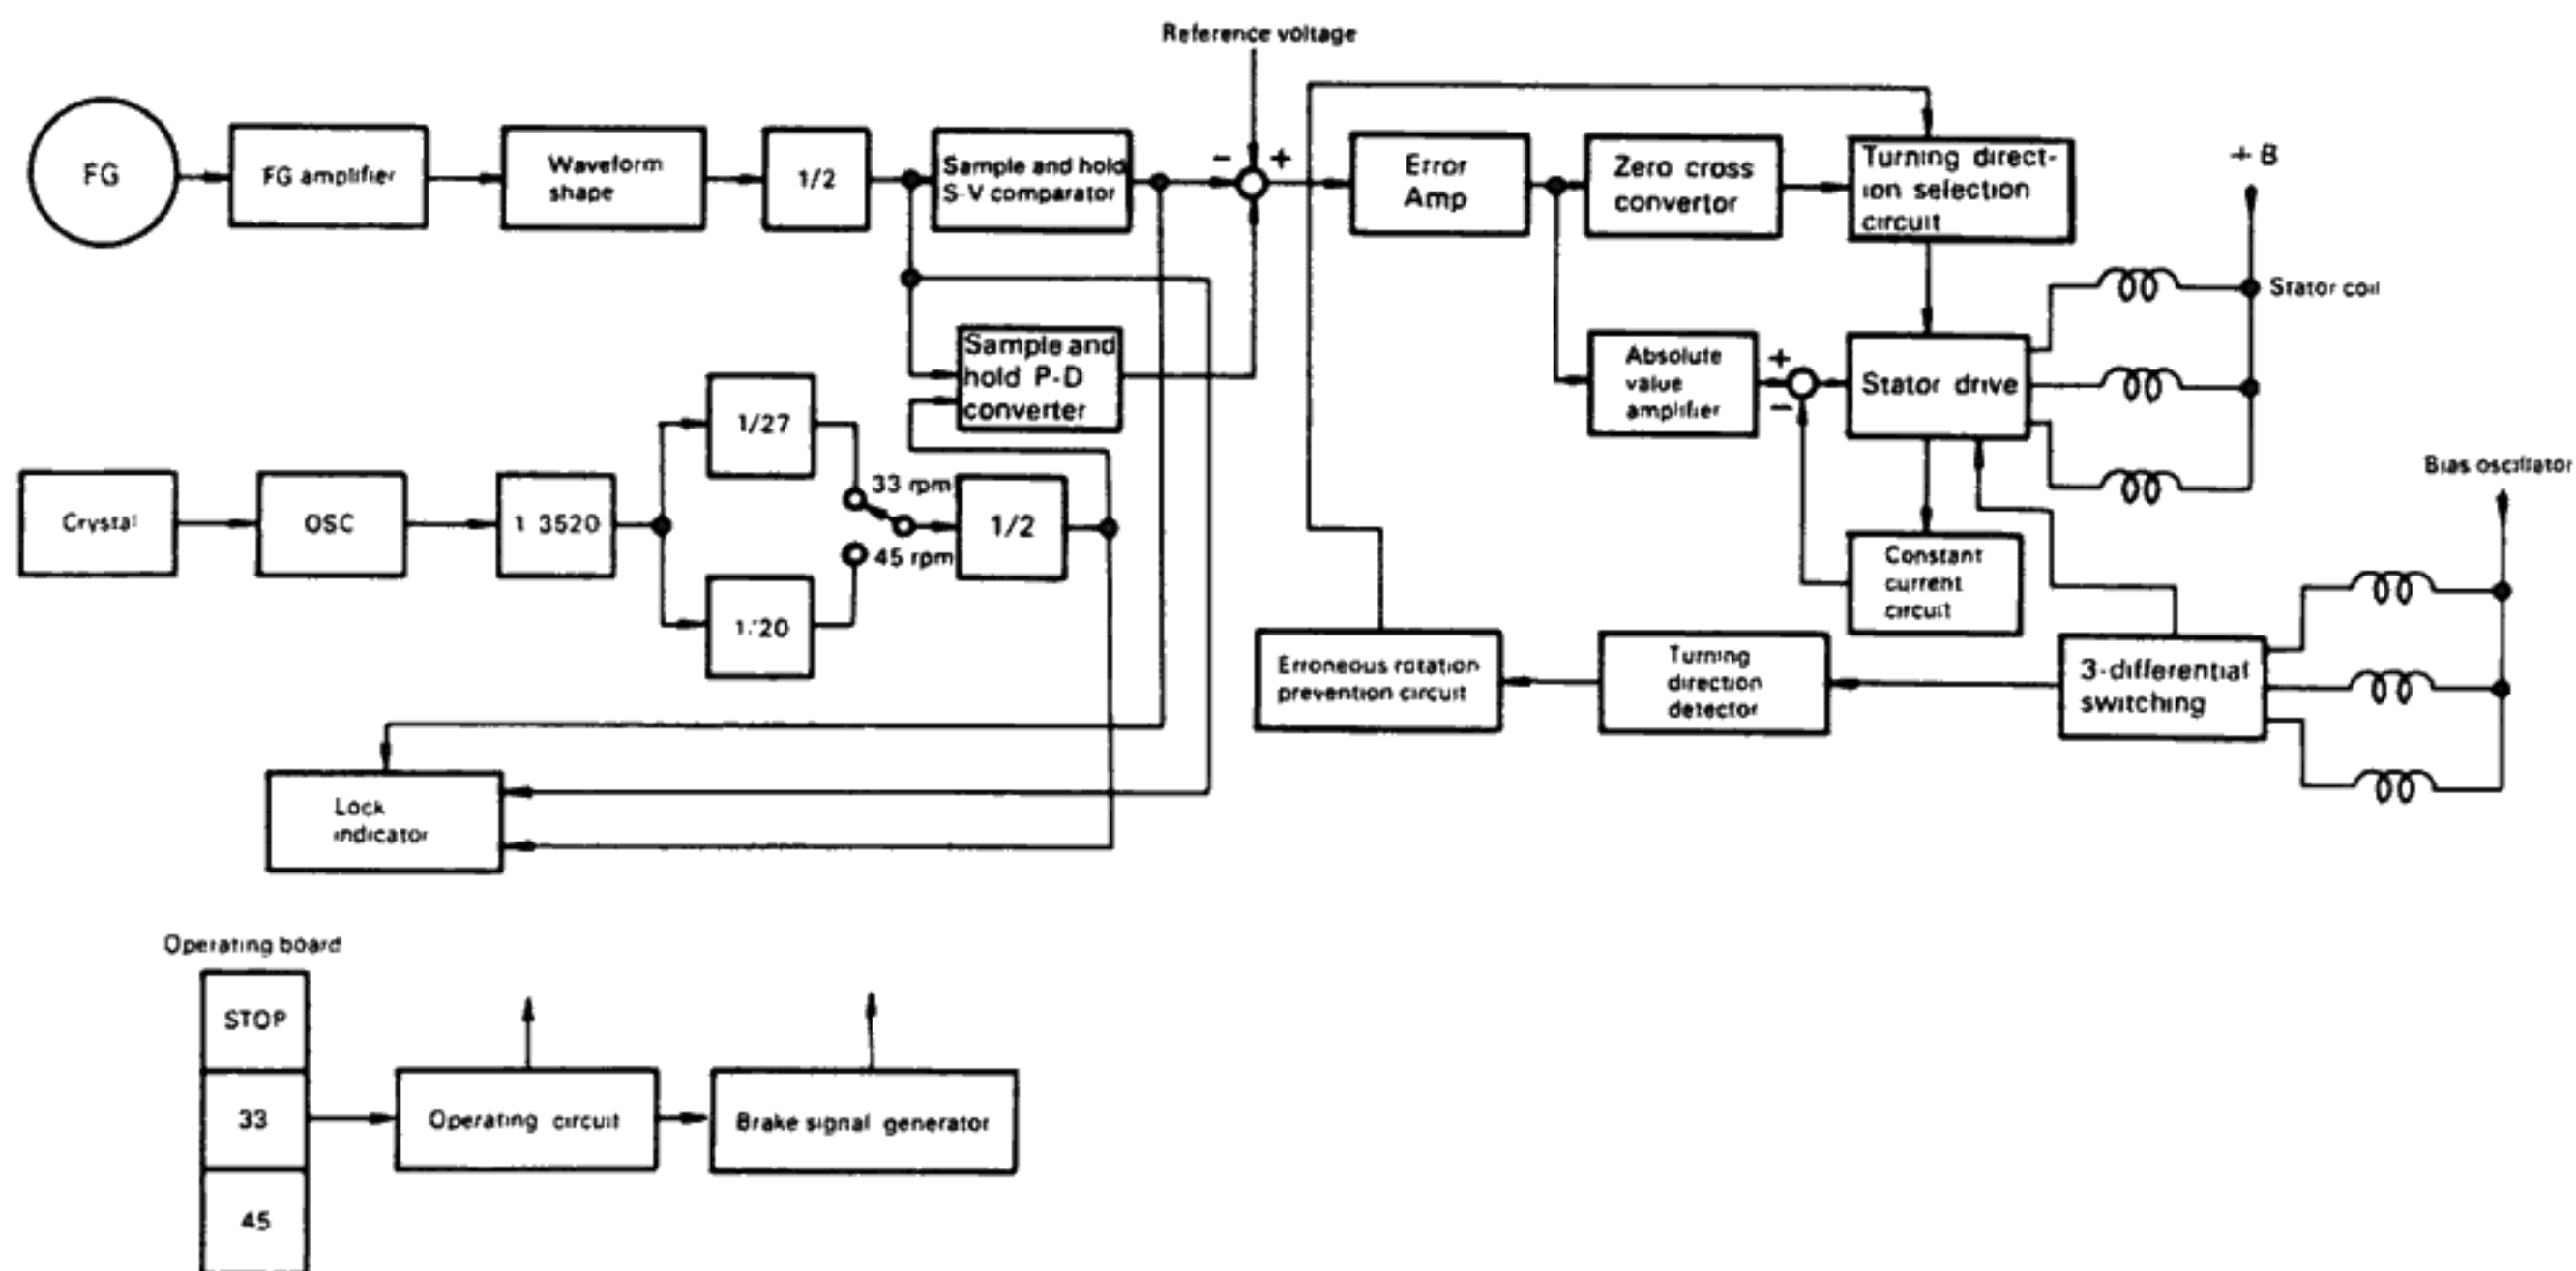 Reference voltage
FG
FG amplifier
Waveform
shape
1/2
Sample and hold
S-V comparator
-
+
Error
Amp
Zero cross
convertor
Turning direct-
ion selection
circuit
+ B
Stator coil
Sample and
hold P-D
converter
Absolute
value
amplifier
+
-
Stator drive
Bias oscillator
Crystal
OSC
1 3520
1/27
33 rpm
45 rpm
1/2
1/20
Constant
current
circuit
Erroneous rotation
prevention circuit
Turning
direction
detector
3-differential
switching
Lock
indicator
Operating board
STOP
33
45
Operating circuit
Brake signal generator